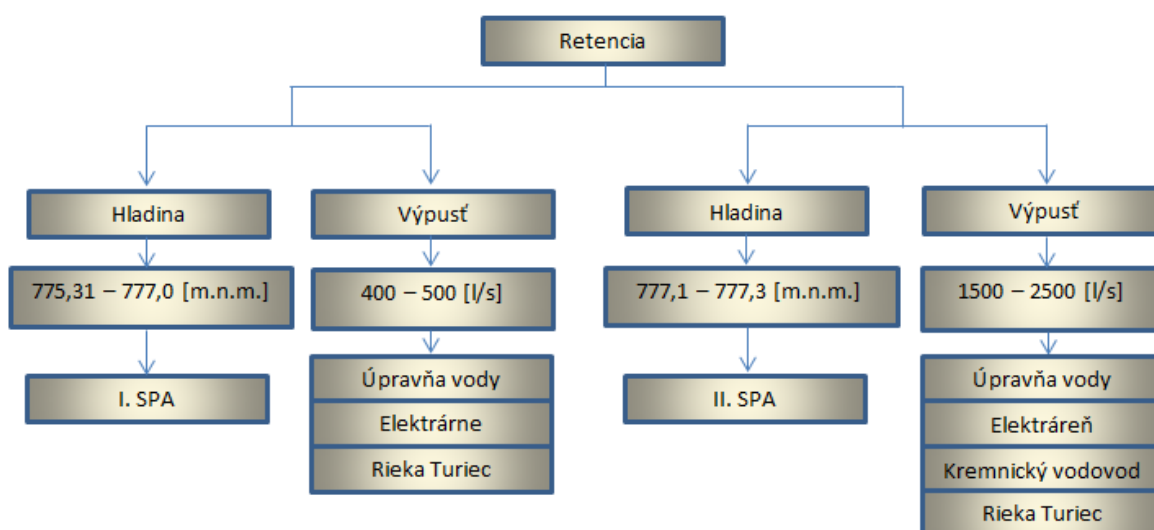 Retencia
Hladina
Výpusť
Hladina
Výpusť
775,31 – 777,0 [m.n.m.]
400 – 500 [l/s]
777,1 – 777,3 [m.n.m.]
1500 – 2500 [l/s]
I. SPA
Úpravňa vody
Elektrárne
Rieka Turiec
II. SPA
Úpravňa vody
Elektráreň
Kremnický vodovod
Rieka Turiec